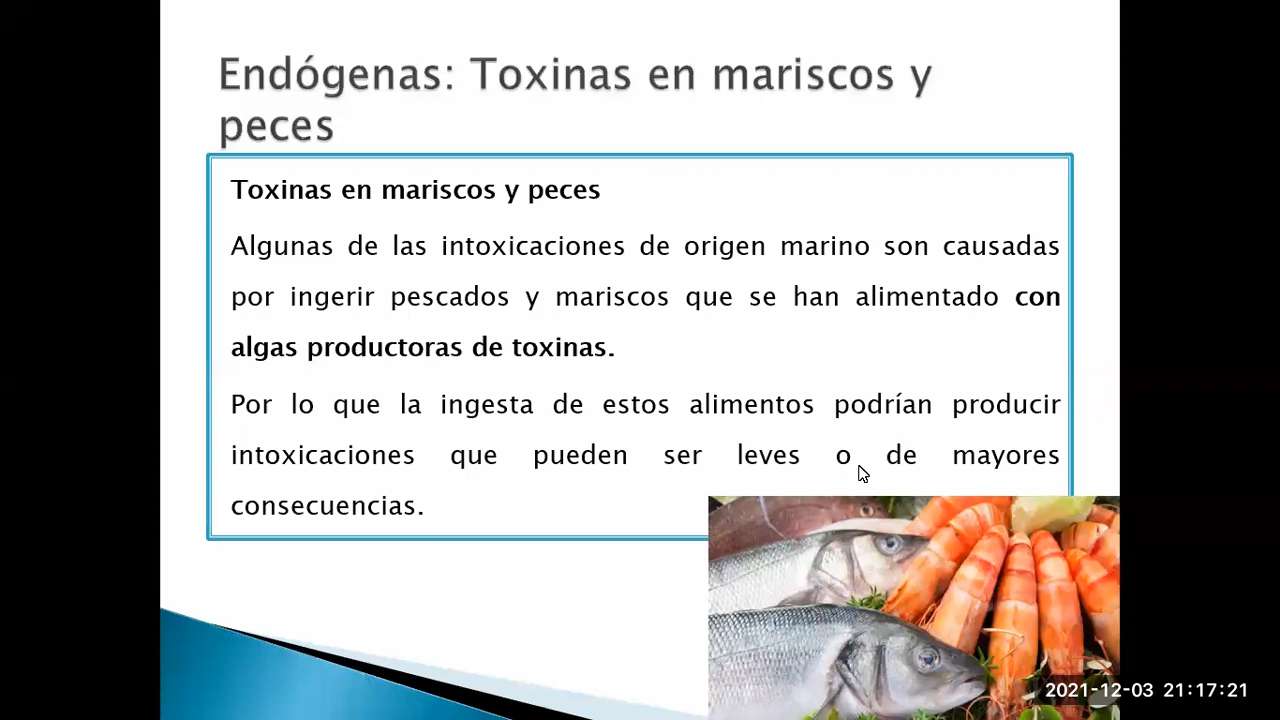 Endógenas: Toxinas en mariscos y
peces
Toxinas en mariscos y peces
Algunas de las intoxicaciones de origen marino son causadas
por ingerir pescados y mariscos que se han alimentado con
algas productoras de toxinas.
Por lo que la ingesta de estos alimentos podrían producir
intoxicaciones que pueden ser leves o de mayores
consecuencias.
2021-12-03 21:17:21